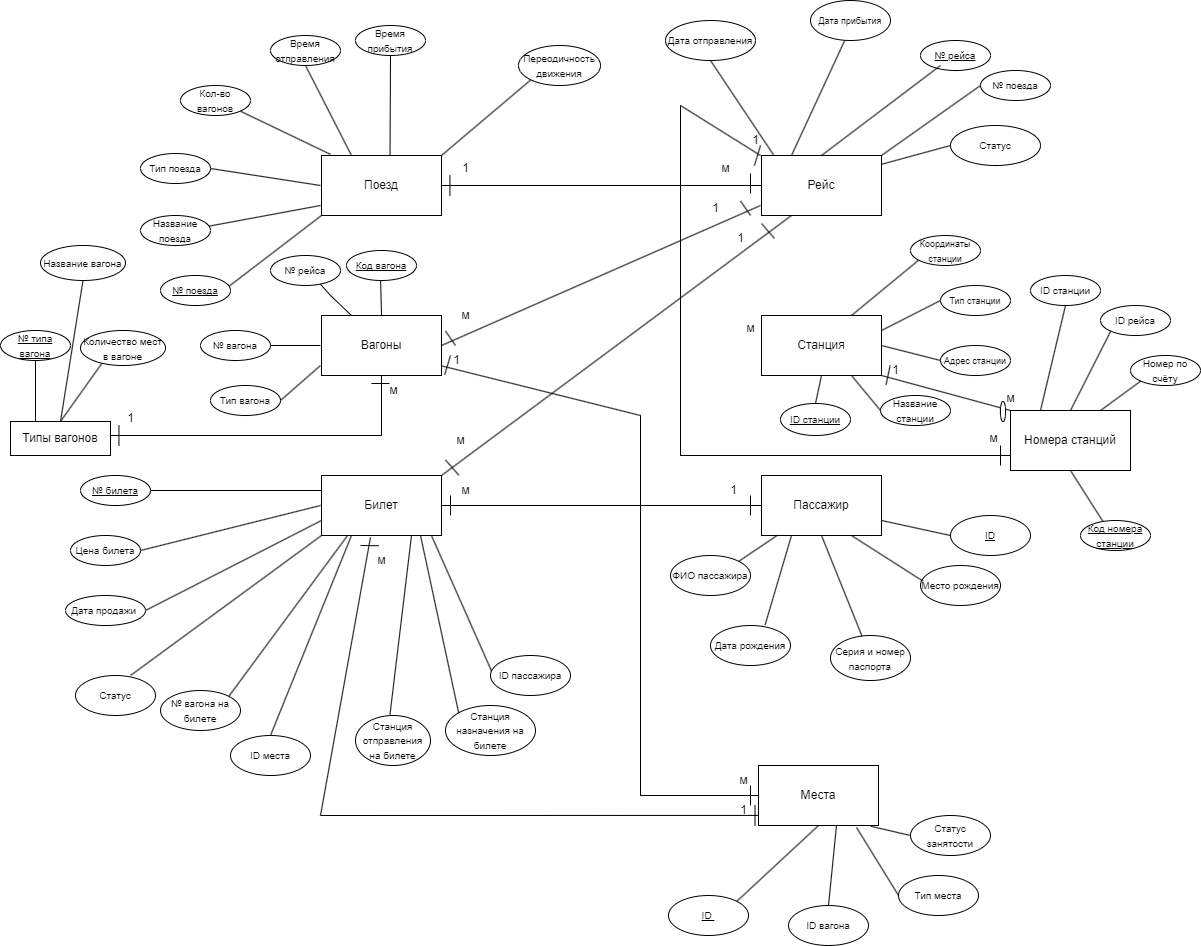 Время
отправления
Время
прибытия
Переодичность
движения
Кол-во
вагонов
Тип поезда
Название
поезда
№ поезда
Поезд
1
м
Дата отправления
Дата прибытия
№ рейса
№ поезда
Статус
1
Рейс
1
1
Название вагона
№ типа
вагона
Количество мест
в вагоне
Типы вагонов
1
№ рейса
Код вагона
№ вагона
Тип вагона
Вагоны
м
1
м
Координаты
станции
Тип станции
Адрес станции
Название
станции
ID станции
Станция
м
1
ID станции
ID рейса
Номер по
счёту
м
м
Номера станций
Код номера
станции
м
№ билета
Цена билета
Дата продажи
Статус
№ вагона на
билете
ID места
Станция
отправления
на билете
Станция
назначения на
билете
ID пассажира
Билет
м
м
1
Пассажир
ID
Место рождения
Серия и номер
паспорта
Дата рождения
ФИО пассажира
м
1
Места
Статус
занятости
Тип места
ID вагона
ID